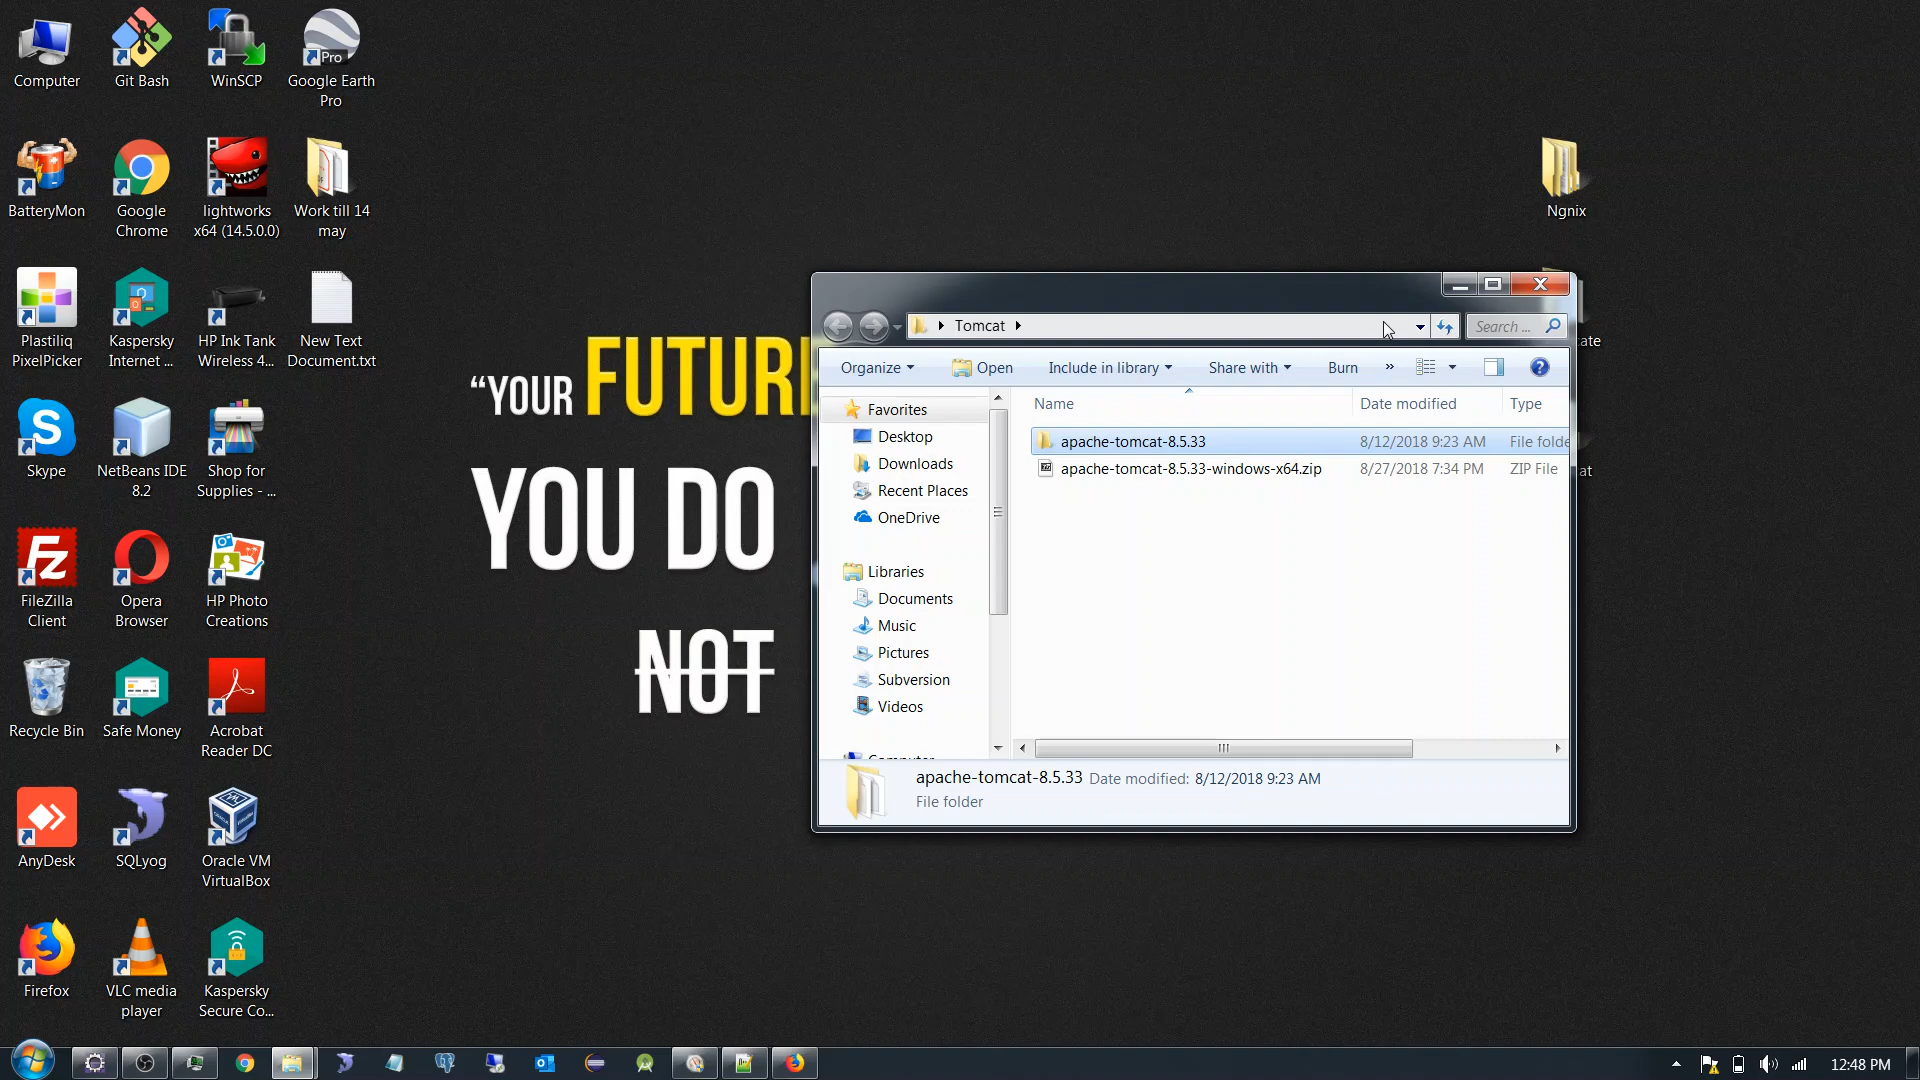 Computer
Git Bash
WinSCP
Pro
Google Earth
Pro
BatteryMon
Google
Chrome
lightworks
x64 (14.5.0.0)
Work till 14
may
Ngnix
Plastiliq
PixelPicker
Kaspersky
Internet ...
HP Ink Tank
Wireless 4...
New Text
Document.txt
Skype
NetBeans IDE
8.2
Shop for
Supplies - ...
FileZilla
Client
Opera
Browser
HP Photo
Creations
Recycle Bin
Safe Money
Acrobat
Reader DC
AnyDesk
SQLyog
Oracle VM
VirtualBox
Firefox
VLC media
player
Kaspersky
Secure Co...
“YOUR FUTURE
YOU DO
NOT
Tomcat
Search ...
Organize
Open
Include in library
Share with
Burn
»
Name
Date modified
Type
Favorites
Desktop
Downloads
Recent Places
OneDrive
Libraries
Documents
Music
Pictures
Subversion
Videos
Computer
apache-tomcat-8.5.33
8/12/2018 9:23 AM
File folde
apache-tomcat-8.5.33-windows-x64.zip
8/27/2018 7:34 PM
ZIP File
apache-tomcat-8.5.33 Date modified: 8/12/2018 9:23 AM
File folder
cate
at
12:48 PM